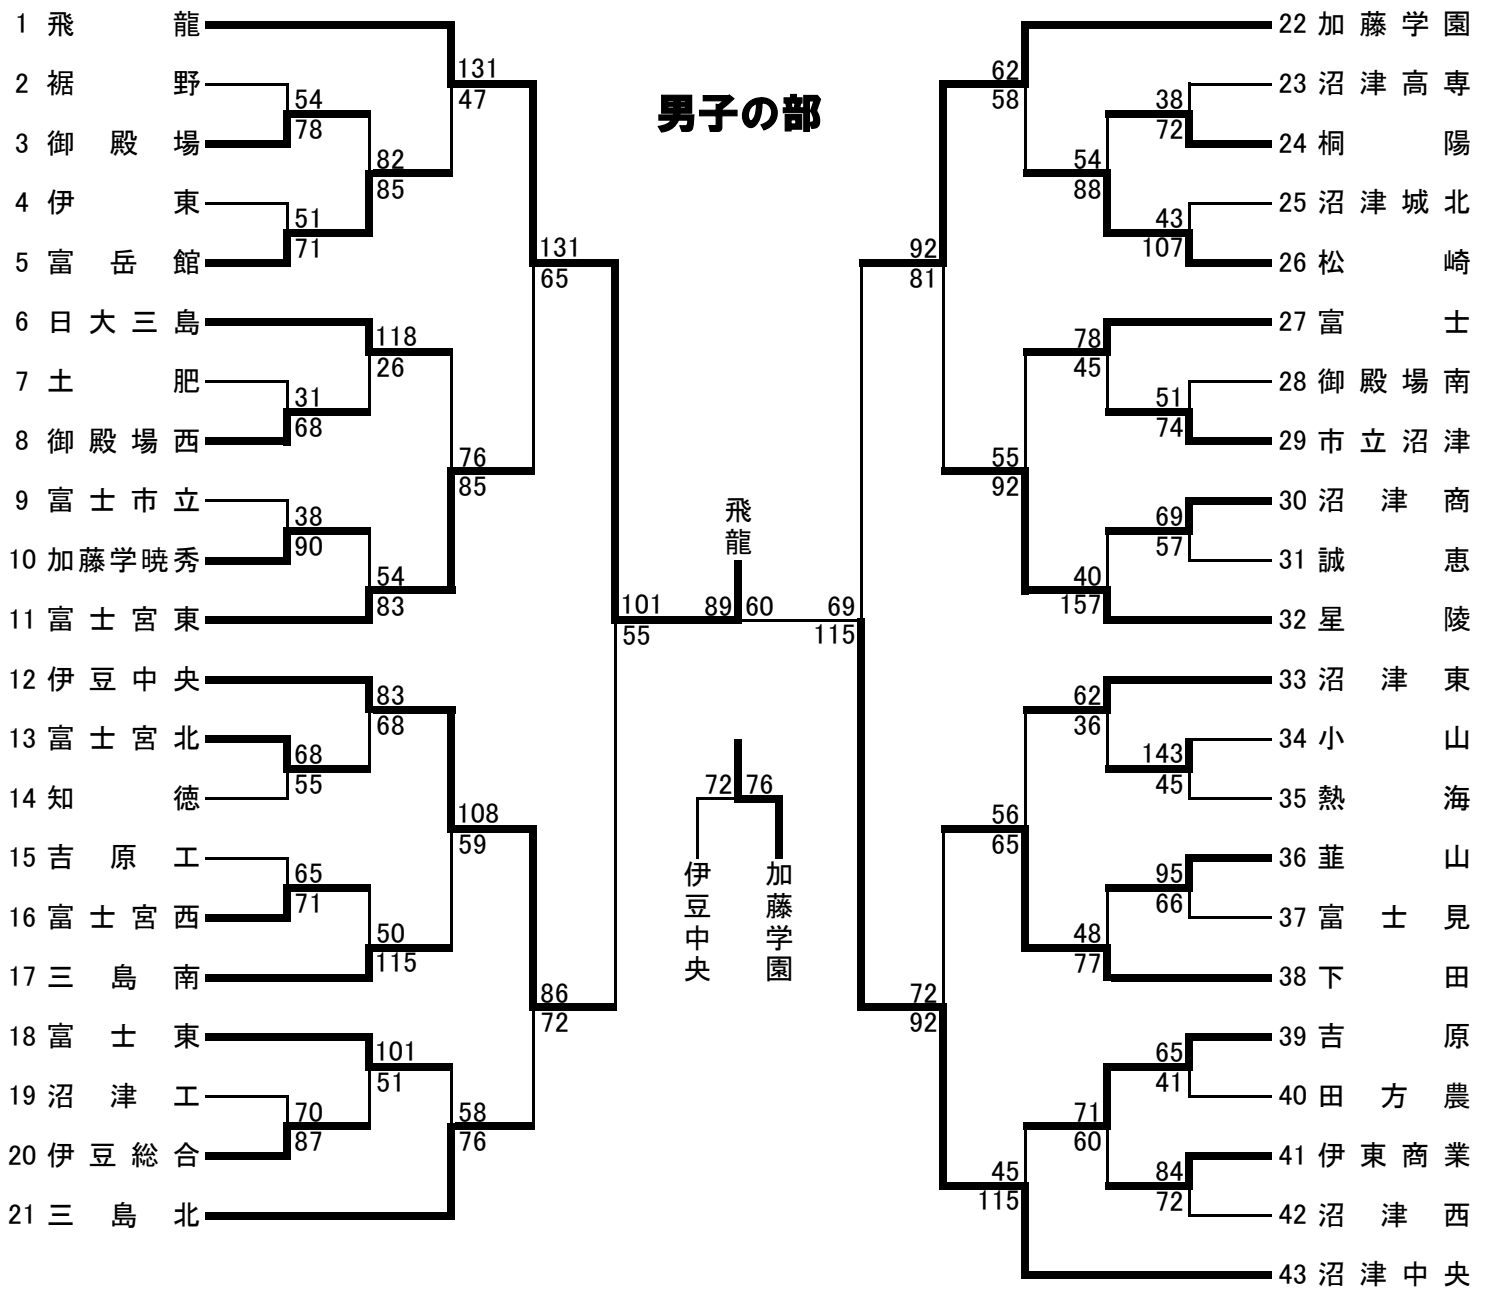 男子の部
1 飛龍
2 裾野
3 御殿場
4 伊東
5 富岳館
6 日大三島
7 土肥
8 御殿場西
9 富士市立
10 加藤学暁秀
11 富士宮東
12 伊豆中央
13 富士宮北
14 知徳
15 吉原工
16 富士宮西
17 三島南
18 富士東
19 沼津工
20 伊豆総合
21 三島北
54
78
51
71
31
68
38
90
68
55
65
71
70
87
82
85
118
26
54
83
83
68
50
115
101
51
131
47
76
85
108
59
58
76
131
65
86
72
101
55
飛龍
89 60
72 76
伊豆中央
加藤学園
69
115
92
81
72
92
62
58
55
92
56
65
45
115
54
88
78
45
40
157
62
36
48
77
71
60
38
72
43
107
51
74
69
57
143
45
95
66
65
41
84
72
22 加藤学園
23 沼津高専
24 桐陽
25 沼津城北
26 松崎
27 富士
28 御殿場南
29 市立沼津
30 沼津商
31 誠恵
32 星陵
33 沼津東
34 小山
35 熱海
36 韮山
37 富士見
38 下田
39 吉原
40 田方農
41 伊東商業
42 沼津西
43 沼津中央